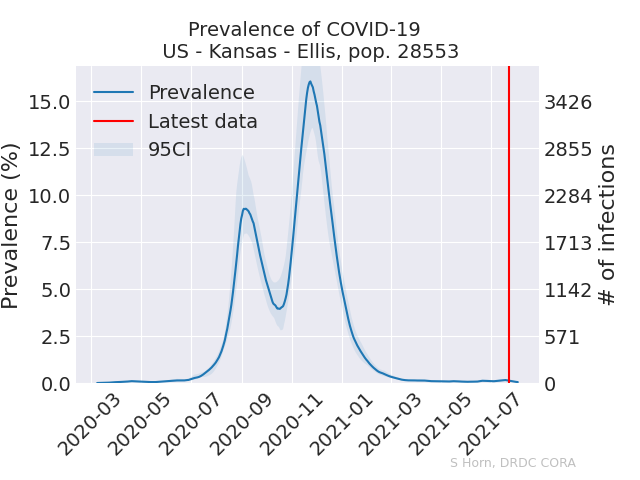 Prevalence of COVID-19
US - Kansas - Ellis, pop. 28553
Prevalence
Latest data
95CI
Prevalence (%)
15.0
12.5
10.0
7.5
5.0
2.5
0.0
3426
2855
2284
1713
1142
571
0
# of infections
2020-03
2020-05
2020-07
2020-09
2020-11
2021-01
2021-03
2021-05
2021-07
S Horn, DRDC CORA